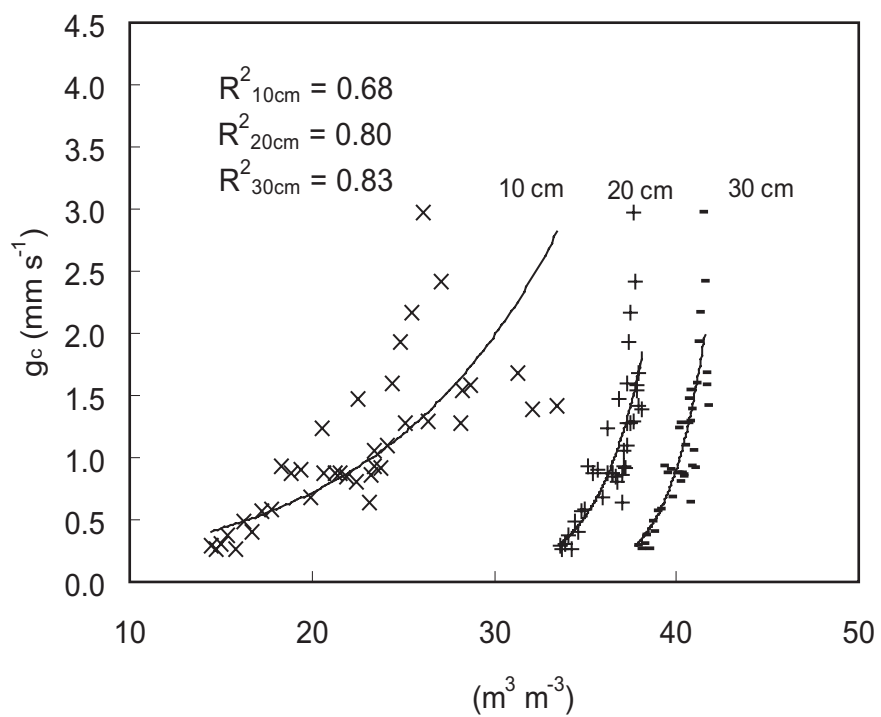 4.5
4.0
3.5
3.0
2.5
2.0
1.5
1.0
0.5
0.0
g_c (mm s⁻¹)
R²₁₀cm = 0.68
R²₂₀cm = 0.80
R²₃₀cm = 0.83
10 cm 20 cm 30 cm
10 20 30 40 50
(m³ m⁻³)